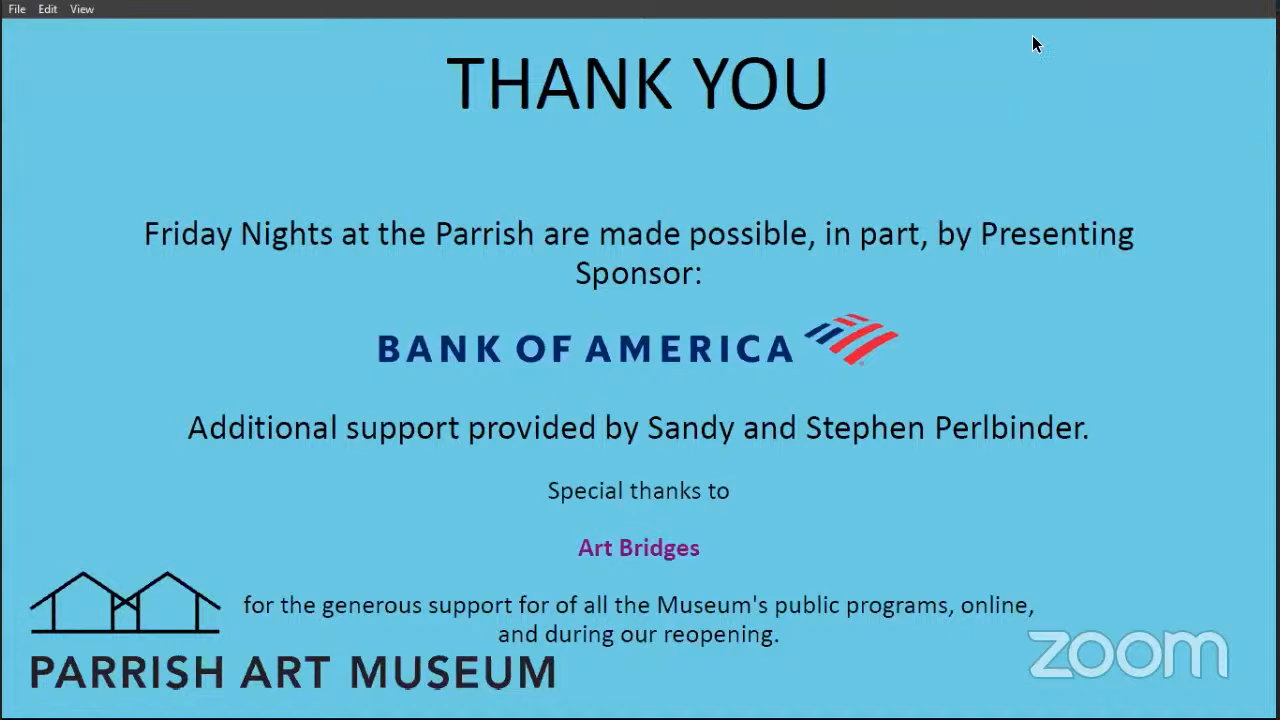 File Edit View
THANK YOU
Friday Nights at the Parrish are made possible, in part, by Presenting
Sponsor:
BANK OF AMERICA
Additional support provided by Sandy and Stephen Perlbinder.
Special thanks to
Art Bridges
for the generous support for of all the Museum's public programs, online,
and during our reopening.
PARRISH ART MUSEUM
zoom